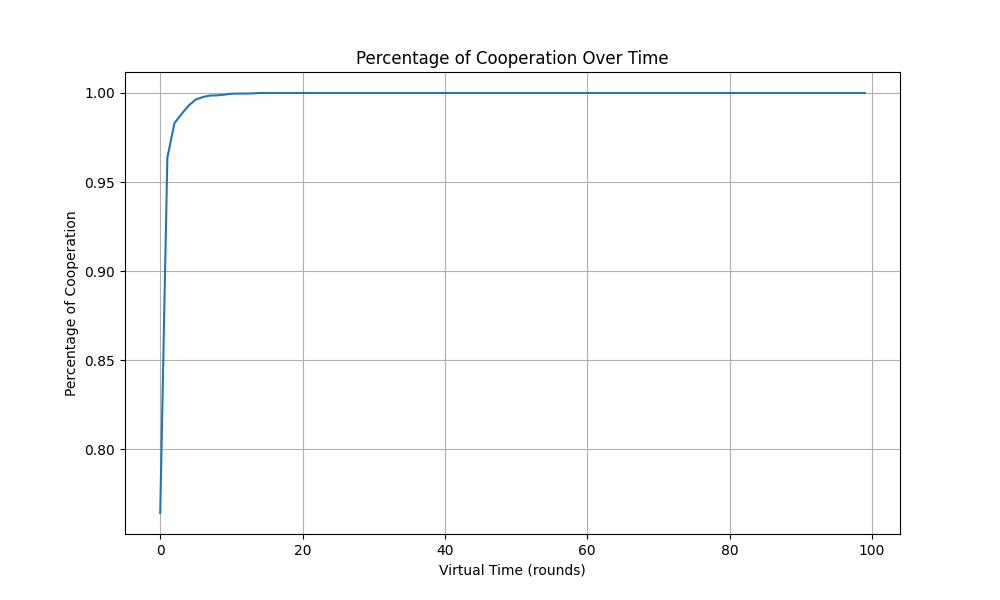 Percentage of Cooperation Over Time
1.00
0.95
0.90
0.85
0.80
Percentage of Cooperation
0 20 40 60 80 100
Virtual Time (rounds)